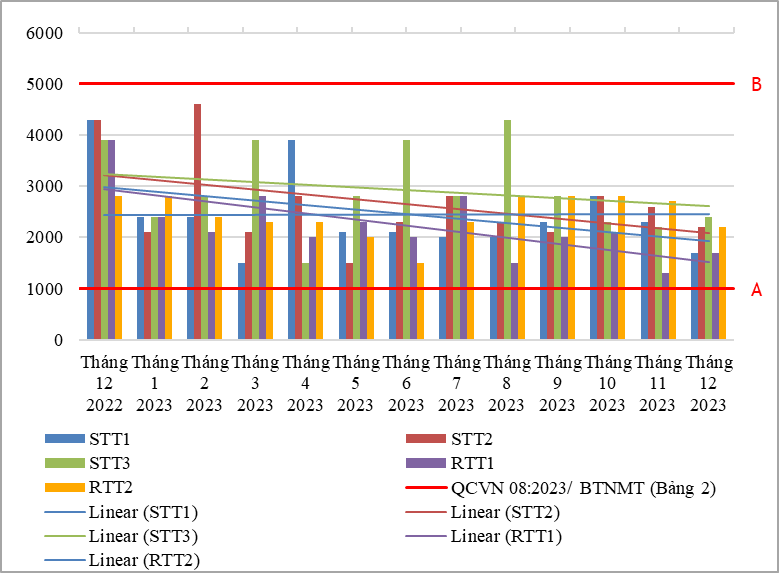 6000
5000
B
4000
3000
2000
1000
A
0
Tháng 12 2022
Tháng 1 2023
Tháng 2 2023
Tháng 3 2023
Tháng 4 2023
Tháng 5 2023
Tháng 6 2023
Tháng 7 2023
Tháng 8 2023
Tháng 9 2023
Tháng 10 2023
Tháng 11 2023
Tháng 12 2023
STT1
STT2
STT3
RTT1
RTT2
QCVN 08:2023/ BTNMT (Bảng 2)
Linear (STT1)
Linear (STT2)
Linear (STT3)
Linear (RTT1)
Linear (RTT2)